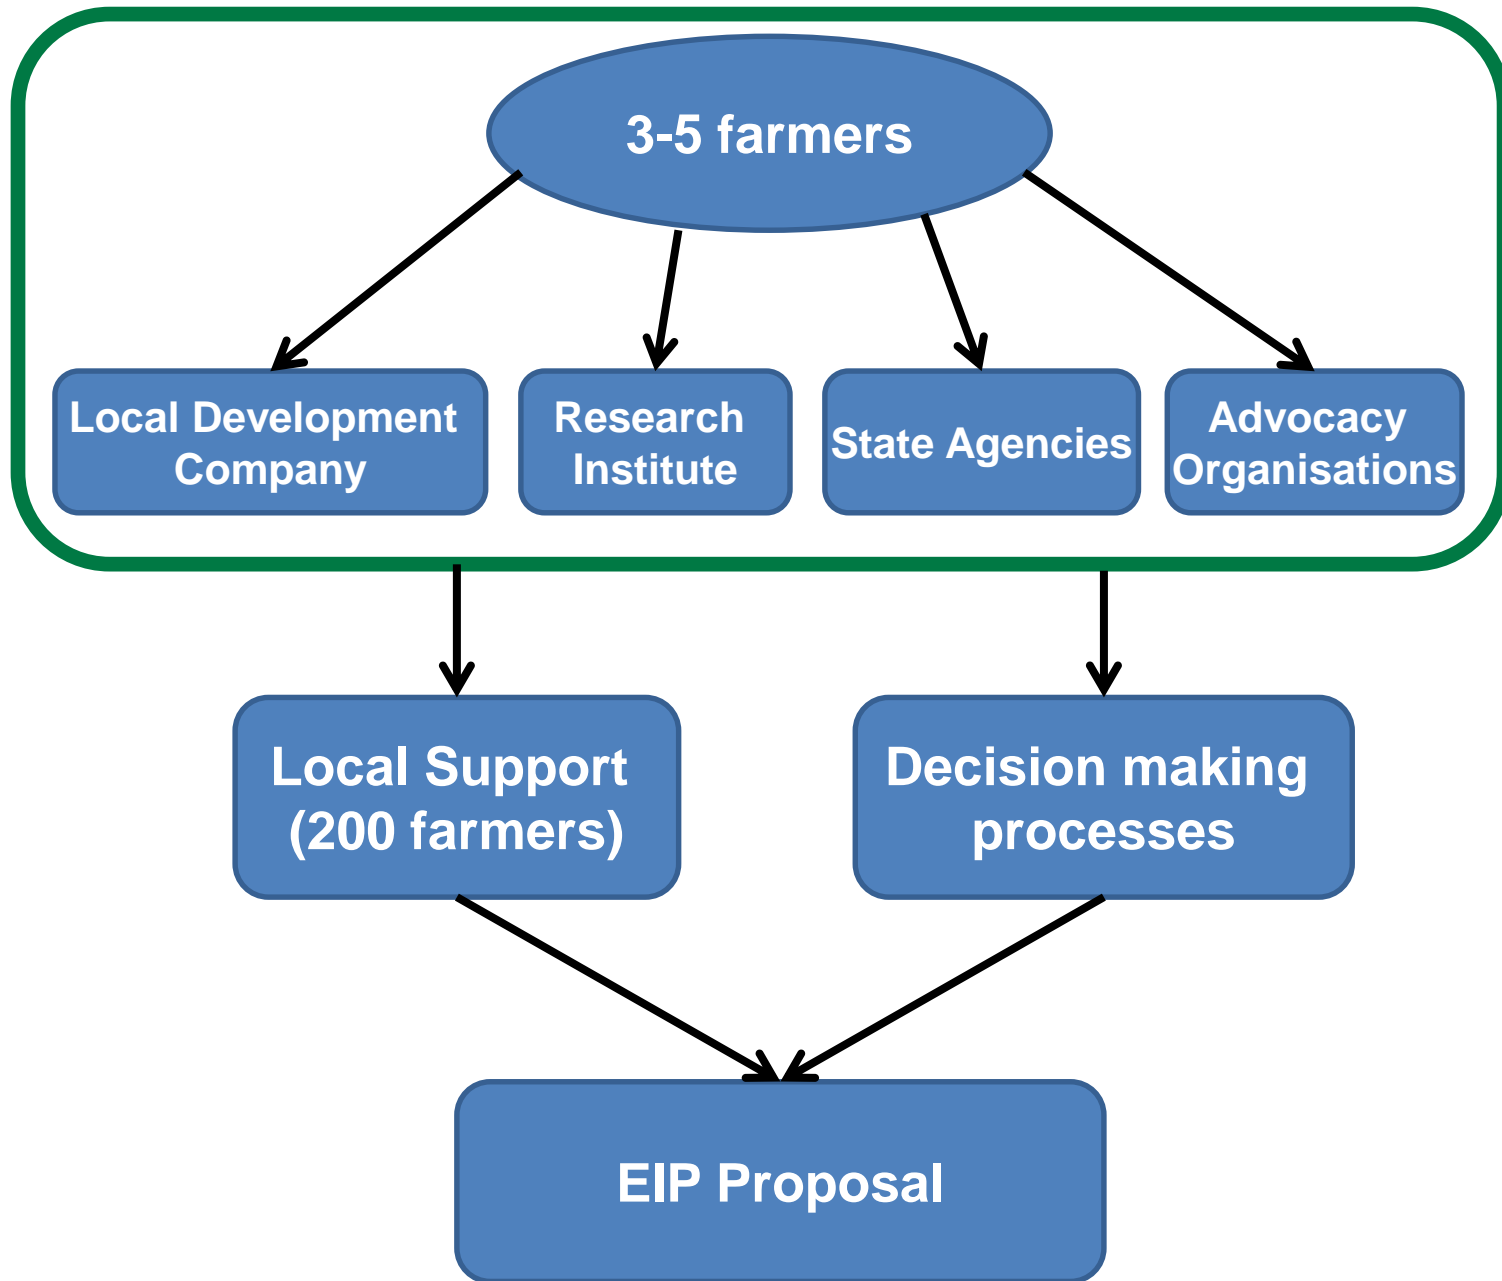 3-5 farmers
Local Development
Company
Research
Institute
State Agencies
Advocacy
Organisations
Local Support
(200 farmers)
Decision making
processes
EIP Proposal